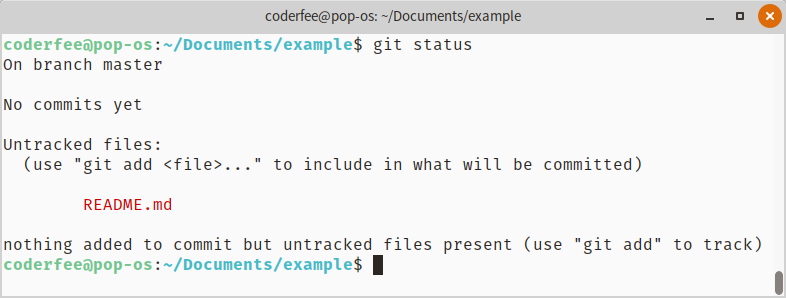 coderfee@pop-os: ~/Documents/example
coderfee@pop-os:~/Documents/example$ git status
On branch master
No commits yet
Untracked files:
  (use "git add <file>..." to include in what will be committed)
        README.md
nothing added to commit but untracked files present (use "git add" to track)
coderfee@pop-os:~/Documents/example$